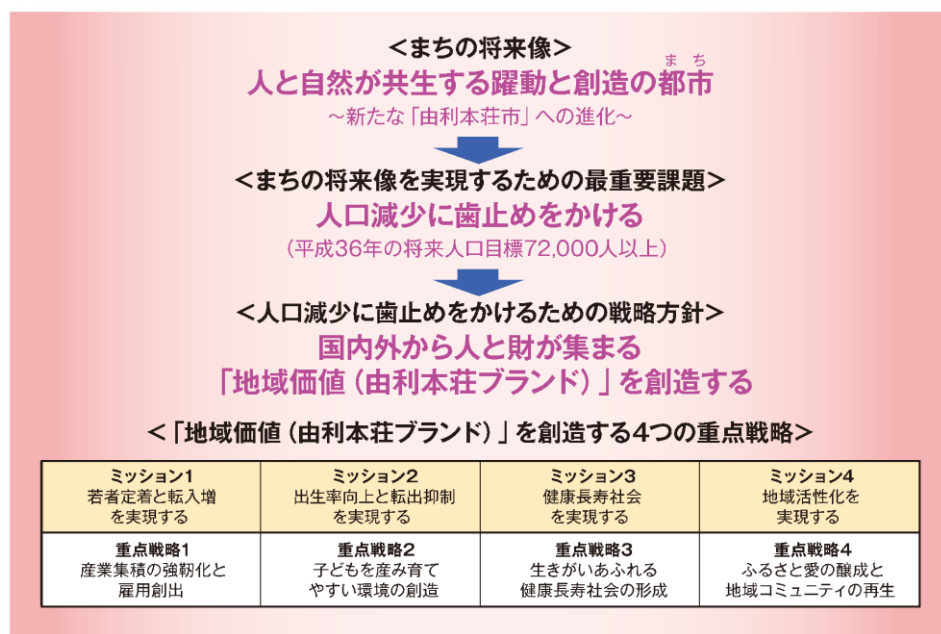 <まちの将来像>
人と自然が共生する躍動と創造の都市
まち
～新たな「由利本荘市」への進化～
<まちの将来像を実現するための最重要課題>
人口減少に歯止めをかける
（平成36年の将来人口目標72,000人以上）
<人口減少に歯止めをかけるための戦略方針>
国内外から人と財が集まる
「地域価値（由利本荘ブランド）」を創造する
<「地域価値（由利本荘ブランド）」を創造する4つの重点戦略>
ミッション1
若者定着と転入増
を実現する
ミッション2
出生率向上と転出抑制
を実現する
ミッション3
健康長寿社会
を実現する
ミッション4
地域活性化を
実現する
重点戦略1
産業集積の強靭化と
雇用創出
重点戦略2
子どもを産み育て
やすい環境の創造
重点戦略3
生きがいあふれる
健康長寿社会の形成
重点戦略4
ふるさと愛の醸成と
地域コミュニティの再生